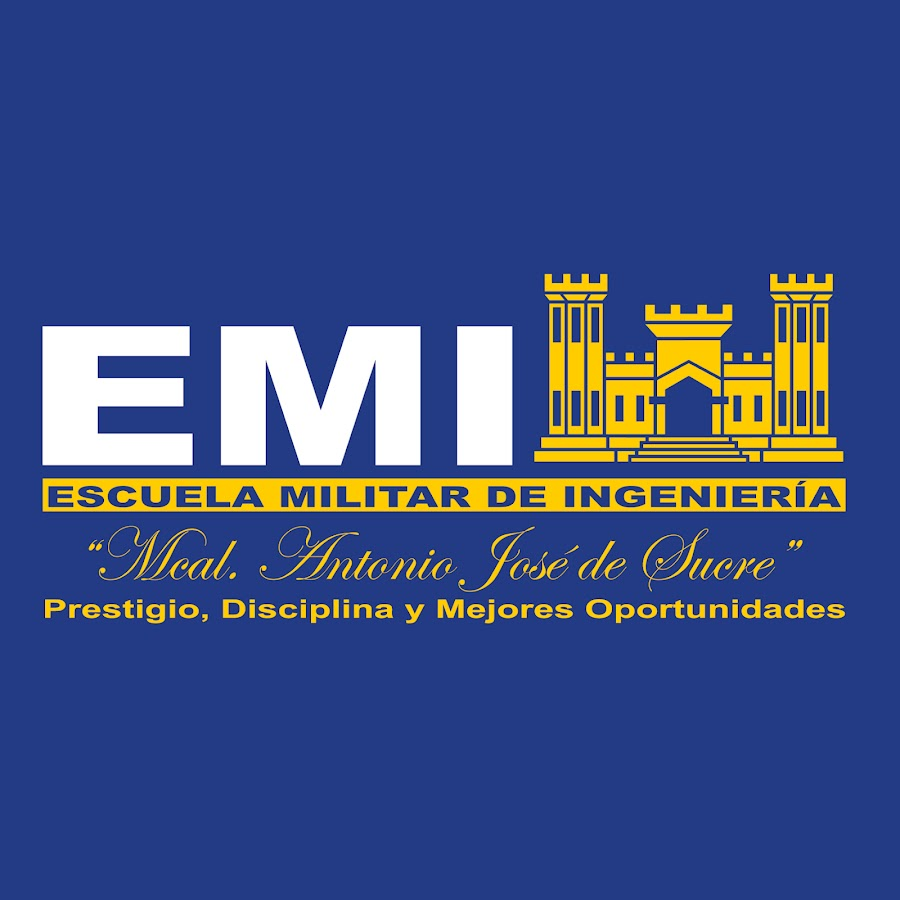 EMI
ESCUELA MILITAR DE INGENIERÍA
“Mcal. Antonio José de Sucre”
Prestigio, Disciplina y Mejores Oportunidades